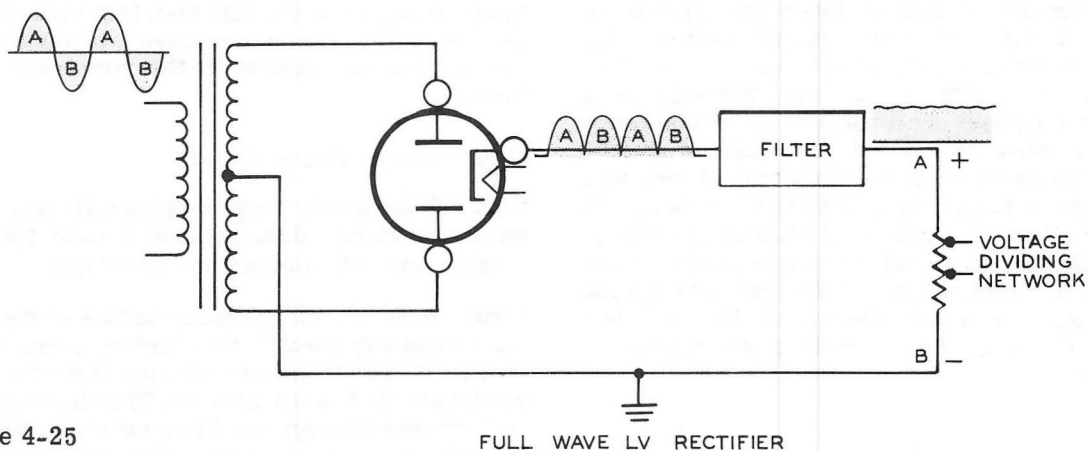 A A
B B
A B A B
FILTER
A +
VOLTAGE
DIVIDING
NETWORK
B −
e 4-25
FULL WAVE LV RECTIFIER